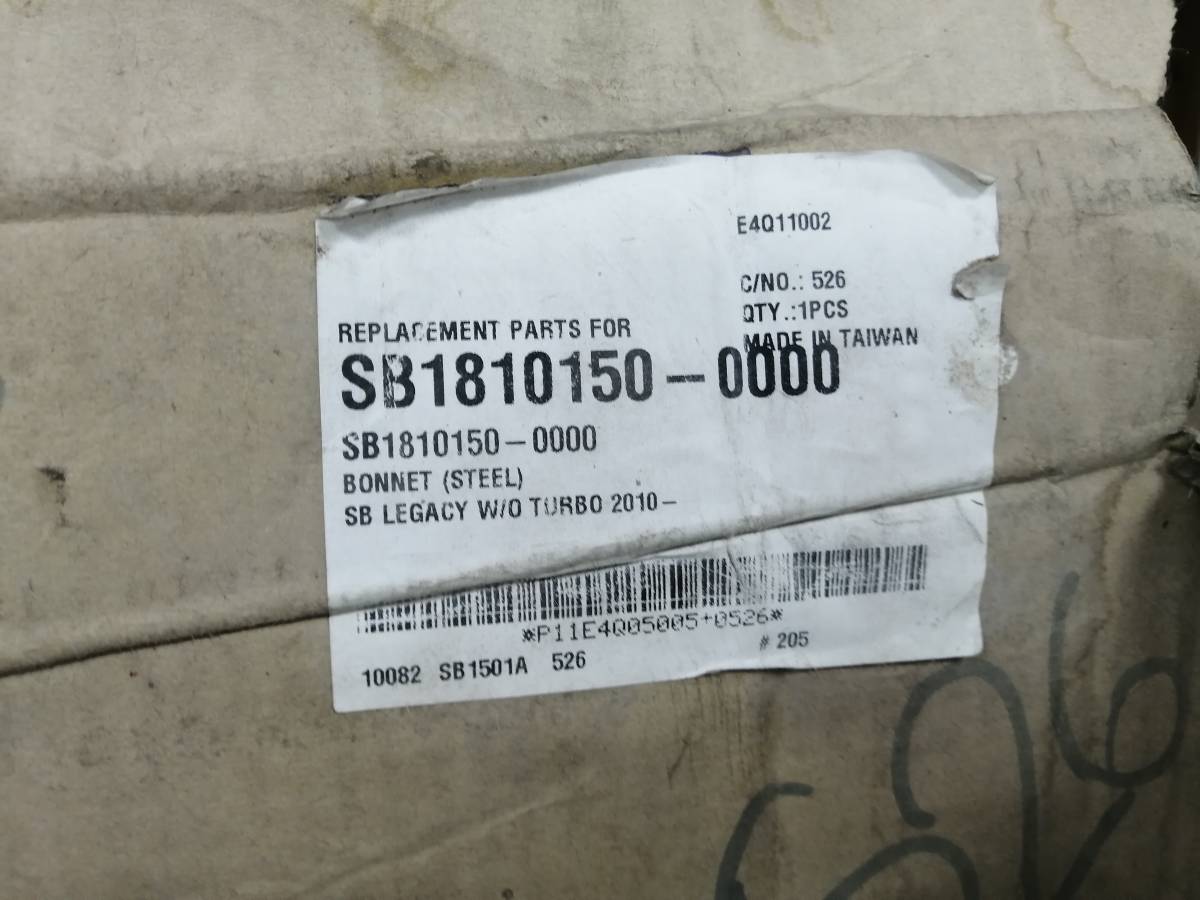 E4Q11002
C/NO.: 526
QTY.:1PCS
MADE IN TAIWAN
REPLACEMENT PARTS FOR
SB1810150-0000
SB1810150-0000
BONNET (STEEL)
SB LEGACY W/O TURBO 2010-
*P11E4Q05005+0526*
# 205
10082 SB1501A 526
526